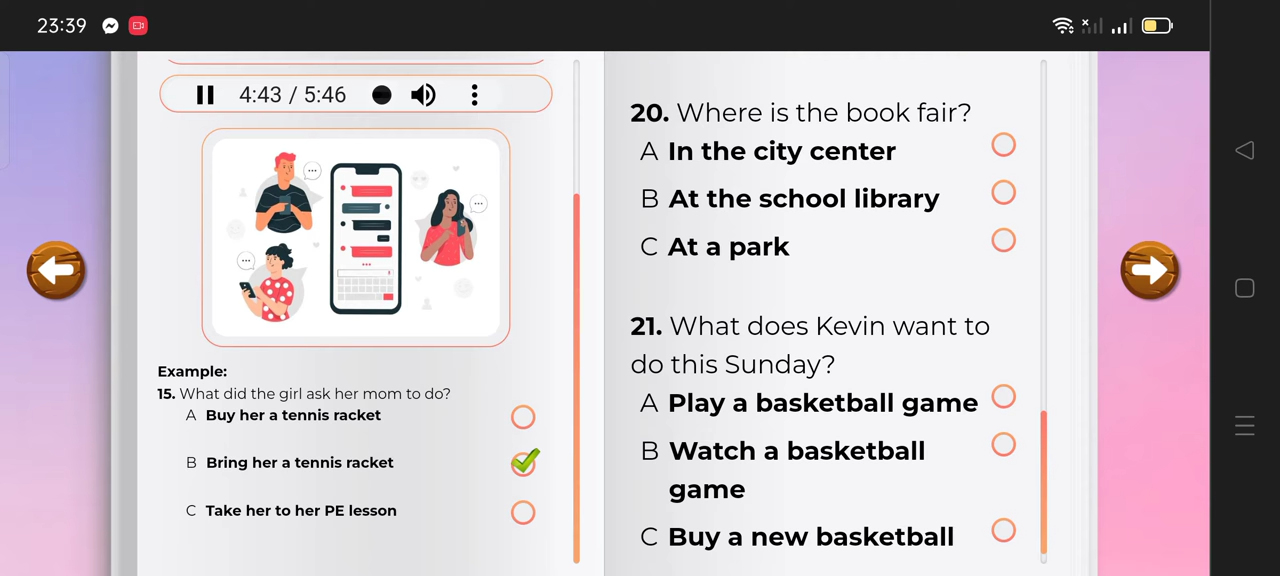 23:39
4:43 / 5:46
Example:
15. What did the girl ask her mom to do?
A Buy her a tennis racket
B Bring her a tennis racket
C Take her to her PE lesson
20. Where is the book fair?
A In the city center
B At the school library
C At a park
21. What does Kevin want to
do this Sunday?
A Play a basketball game
B Watch a basketball
game
C Buy a new basketball